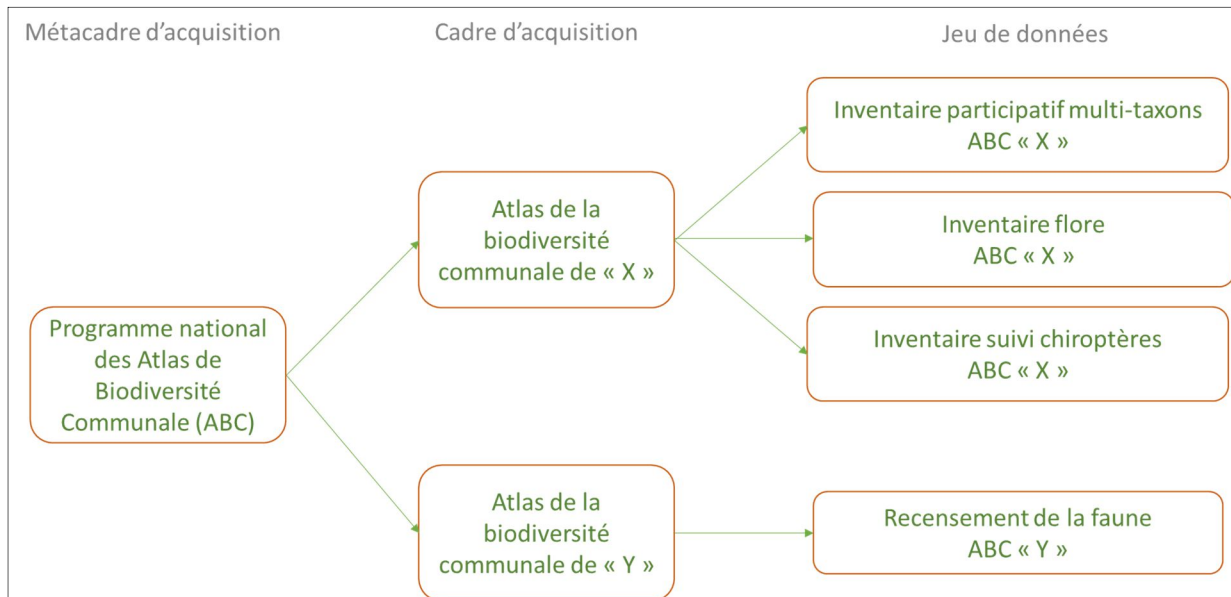 Métacadre d'acquisition
Cadre d'acquisition
Jeu de données
Programme national
des Atlas de
Biodiversité
Communale (ABC)
Atlas de la
biodiversité
communale de « X »
Atlas de la
biodiversité
communale de « Y »
Inventaire participatif multi-taxons
ABC « X »
Inventaire flore
ABC « X »
Inventaire suivi chiroptères
ABC « X »
Recensement de la faune
ABC « Y »